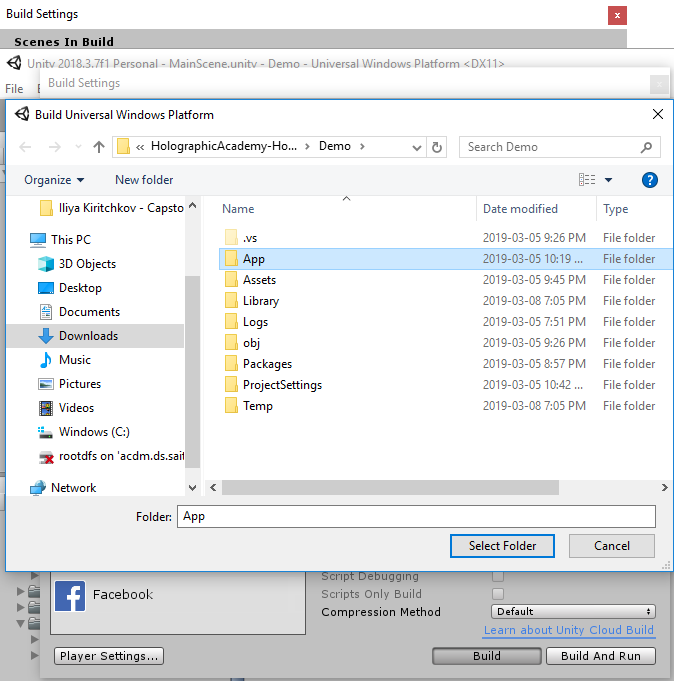 Build Settings
Scenes In Build
Unity 2018.3.7f1 Personal - MainScene.unity - Demo - Universal Windows Platform <DX11>
File
Build Settings
Build Universal Windows Platform
« HolographicAcademy-Ho... > Demo >
Search Demo
Organize
New folder
Iliya Kiritchkov - Capsto
This PC
3D Objects
Desktop
Documents
Downloads
Music
Pictures
Videos
Windows (C:)
rootdfs on 'acdm.ds.sait
Network
Name Date modified Type
.vs 2019-03-05 9:26 PM File folder
App 2019-03-05 10:19 ... File folder
Assets 2019-03-05 9:45 PM File folder
Library 2019-03-08 7:05 PM File folder
Logs 2019-03-05 7:51 PM File folder
obj 2019-03-05 9:26 PM File folder
Packages 2019-03-05 8:57 PM File folder
ProjectSettings 2019-03-05 10:42 ... File folder
Temp 2019-03-08 7:05 PM File folder
Folder: App
Select Folder
Cancel
Facebook
Script Debugging
Scripts Only Build
Compression Method Default
Learn about Unity Cloud Build
Player Settings...
Build
Build And Run